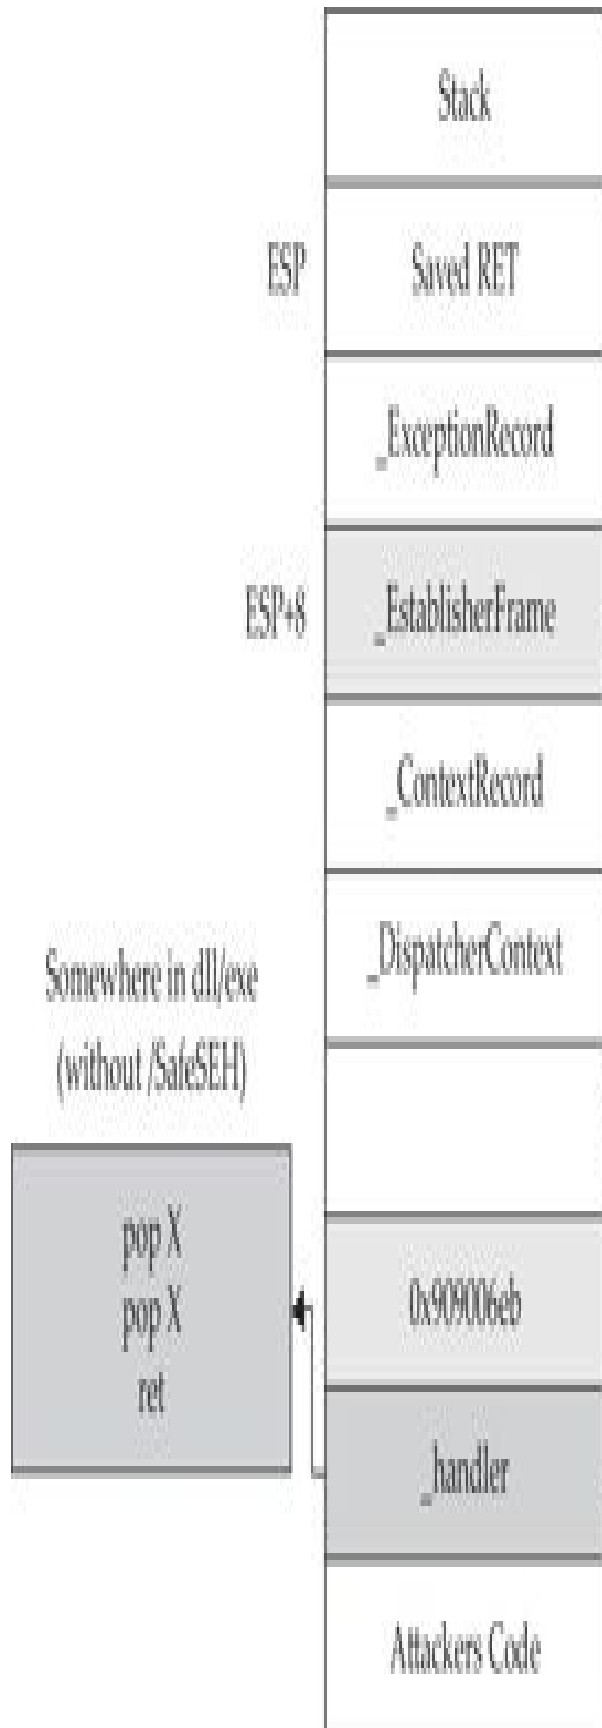 Stack
ESP
Saved RET
_ExceptionRecord
ESP+8
_EstablisherFrame
_ContextRecord
_DispatcherContext
Somewhere in dll/exe
(without /SafeSEH)
pop X
pop X
ret
0x909006eb
_handler
Attackers Code